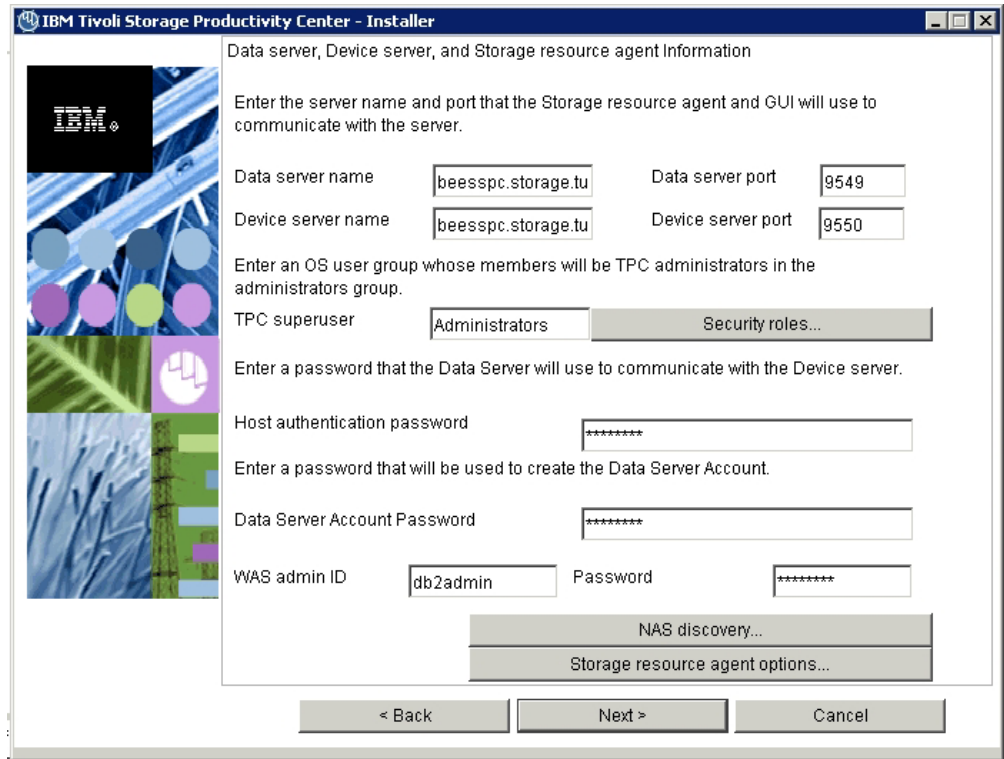 IBM Tivoli Storage Productivity Center - Installer
Data server, Device server, and Storage resource agent Information
IBM®
Enter the server name and port that the Storage resource agent and GUI will use to
communicate with the server.
Data server name beesspc.storage.tu Data server port 9549
Device server name beesspc.storage.tu Device server port 9550
Enter an OS user group whose members will be TPC administrators in the
administrators group.
TPC superuser Administrators Security roles...
Enter a password that the Data Server will use to communicate with the Device server.
Host authentication password ********
Enter a password that will be used to create the Data Server Account.
Data Server Account Password ********
WAS admin ID db2admin Password ********
NAS discovery...
Storage resource agent options...
< Back Next > Cancel